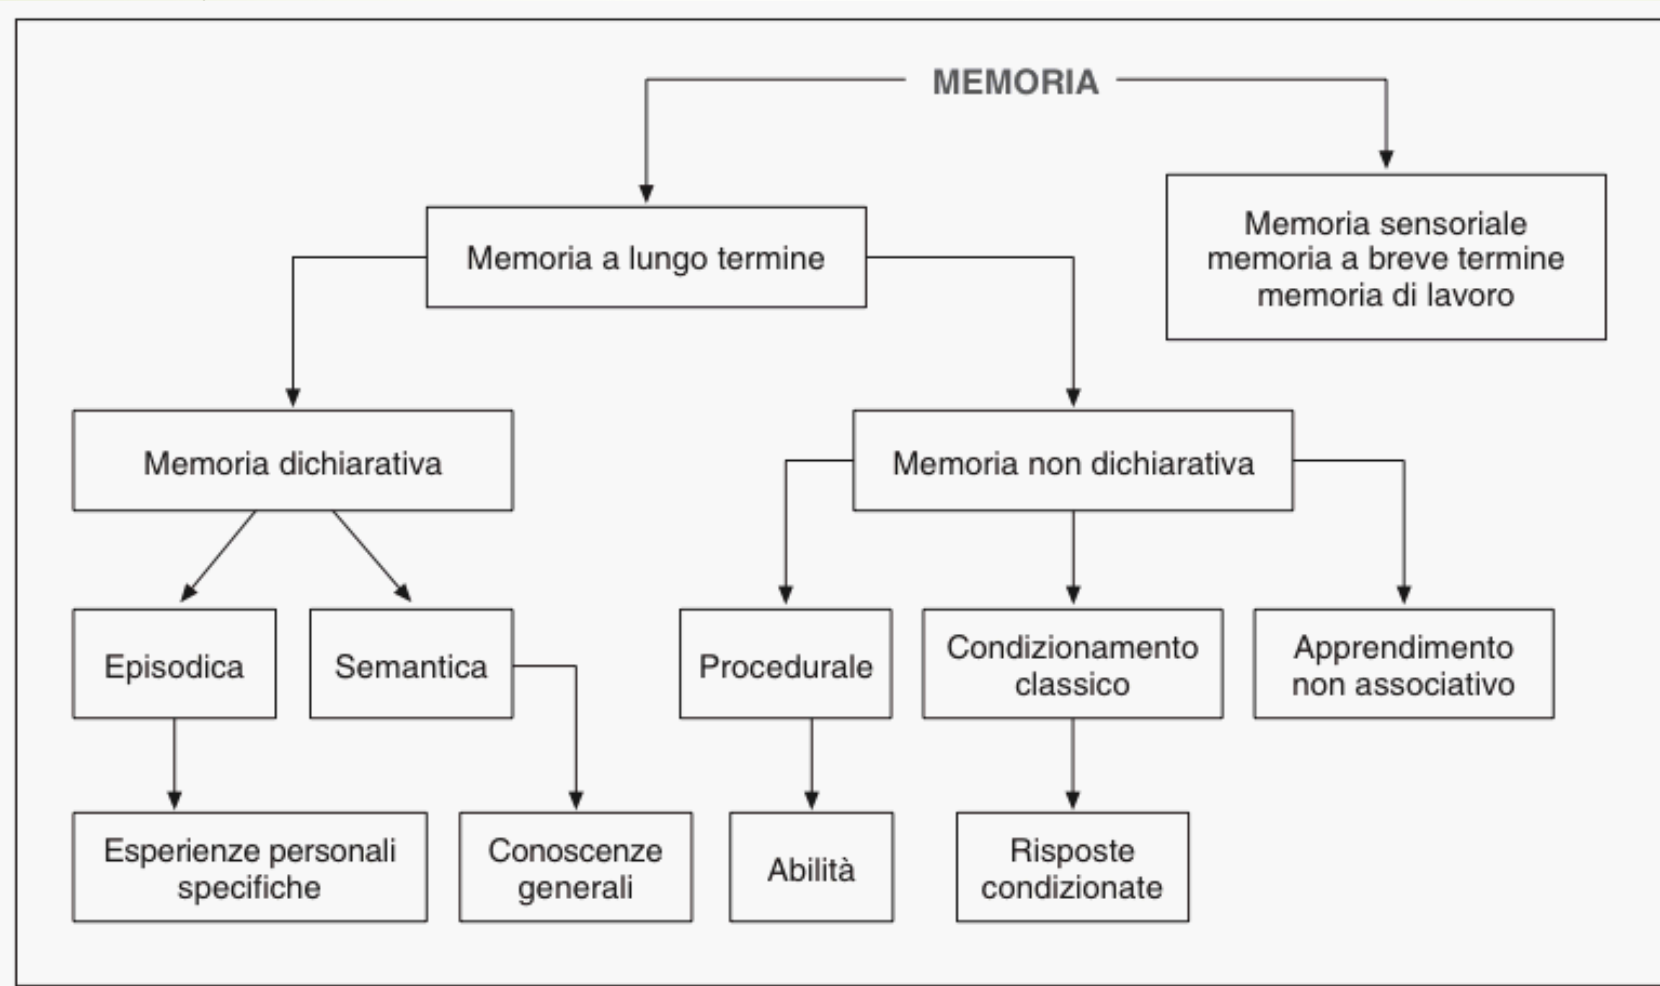 MEMORIA
Memoria sensoriale
memoria a breve termine
memoria di lavoro
Memoria a lungo termine
Memoria dichiarativa
Memoria non dichiarativa
Episodica
Semantica
Procedurale
Condizionamento
classico
Apprendimento
non associativo
Esperienze personali
specifiche
Conoscenze
generali
Abilità
Risposte
condizionate